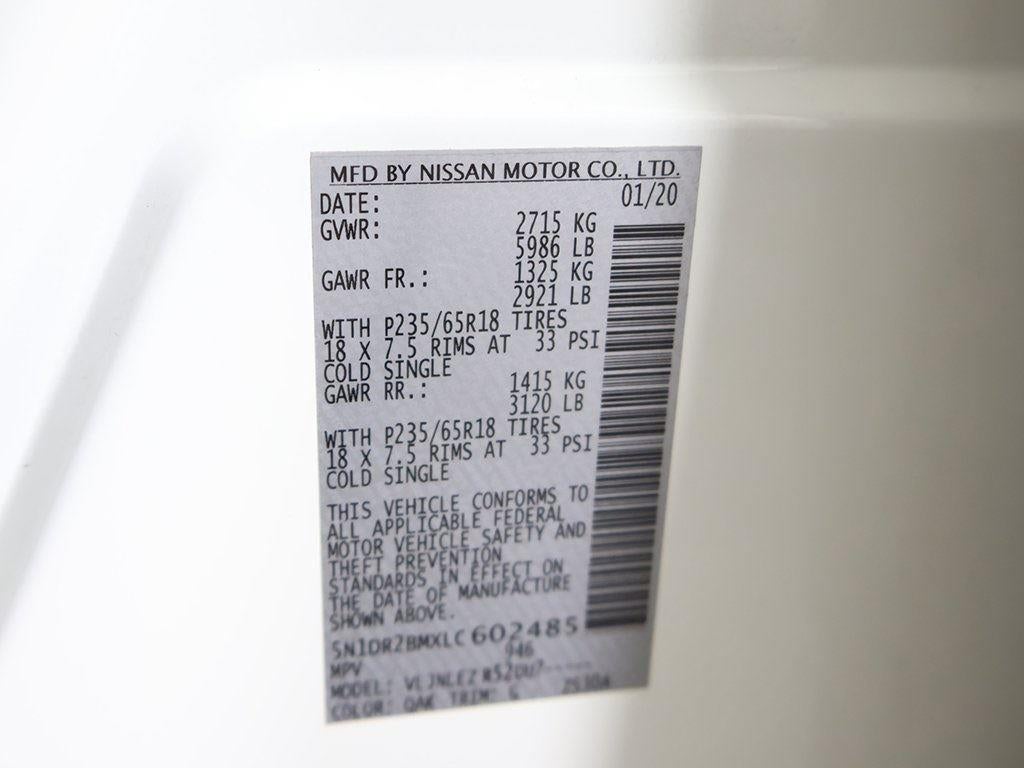 MFD BY NISSAN MOTOR CO., LTD.
DATE: 01/20
GVWR: 2715 KG
5986 LB
GAWR FR.: 1325 KG
2921 LB
WITH P235/65R18 TIRES
18 X 7.5 RIMS AT 33 PSI
COLD SINGLE
GAWR RR.: 1415 KG
3120 LB
WITH P235/65R18 TIRES
18 X 7.5 RIMS AT 33 PSI
COLD SINGLE
THIS VEHICLE CONFORMS TO
ALL APPLICABLE FEDERAL
MOTOR VEHICLE SAFETY AND
THEFT PREVENTION
STANDARDS IN EFFECT ON
THE DATE OF MANUFACTURE
SHOWN ABOVE.
5N1DR2BMXLC602485
MPV 946
MODEL:
COLOR: QAK TRIM: G